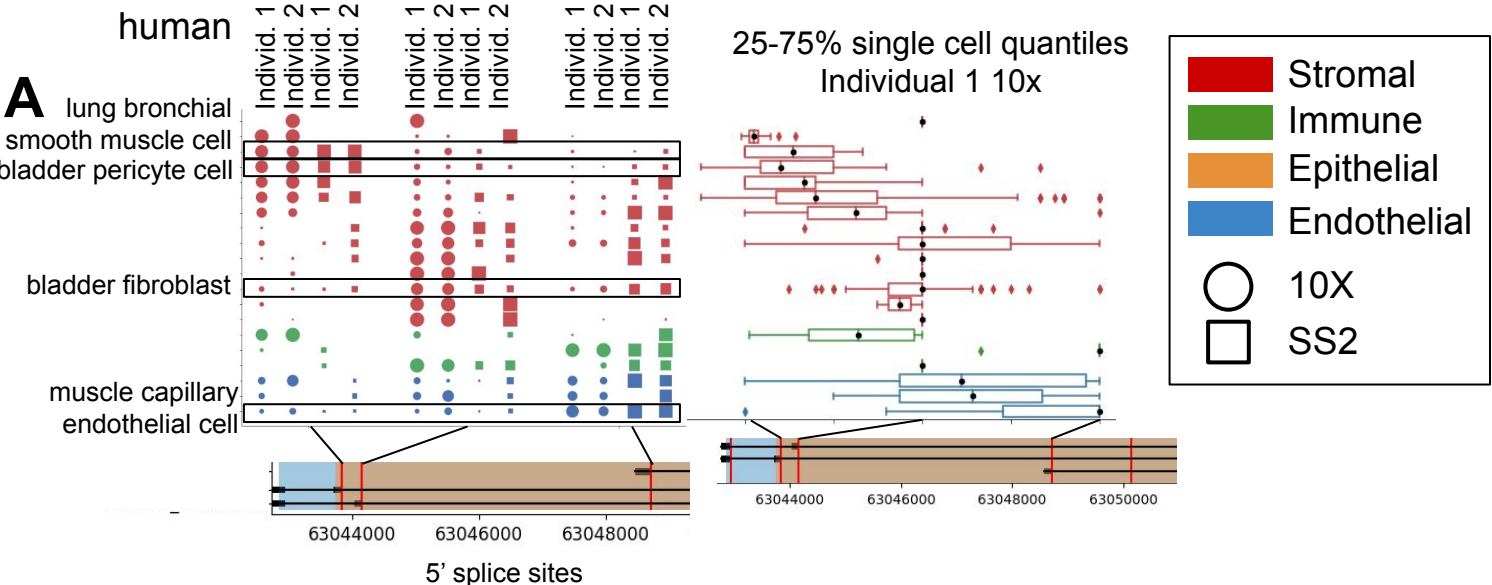 human
Individ. 1
Individ. 2
Individ. 1
Individ. 2
Individ. 1
Individ. 2
Individ. 1
Individ. 2
Individ. 1
Individ. 2
Individ. 1
Individ. 2
25-75% single cell quantiles
Individual 1 10x
A
lung bronchial
smooth muscle cell
bladder pericyte cell
bladder fibroblast
muscle capillary
endothelial cell
63044000 63046000 63048000
5’ splice sites
63044000 63046000 63048000 63050000
Stromal
Immune
Epithelial
Endothelial
10X
SS2